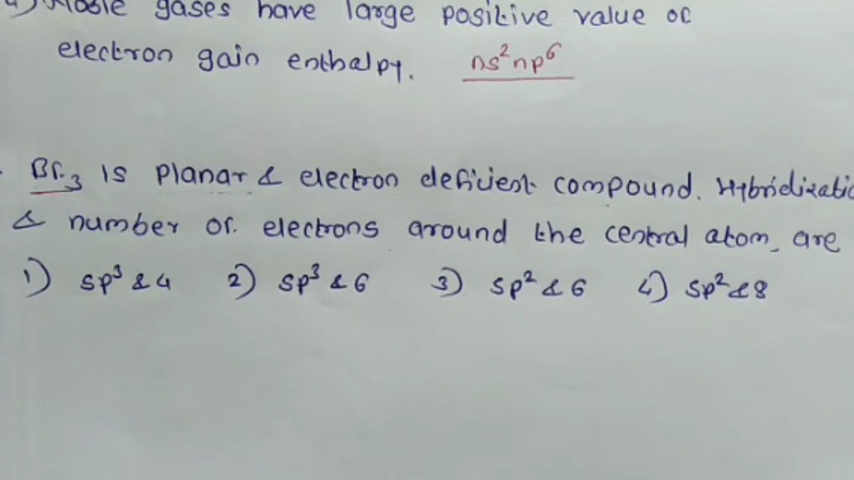 gases have large positive value of
electron gain enthalpy. ns²np⁶
BF₃ is planar & electron deficient compound.
& number of electrons around the central atom are
1) sp³ & 4 2) sp³ & 6 3) sp² & 6 4) sp² & 8